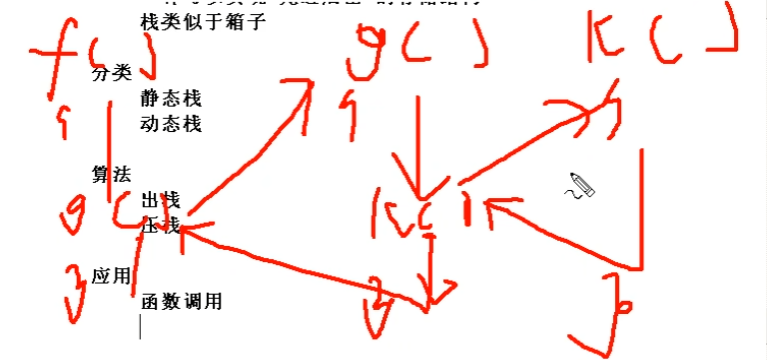 栈类似于箱子
f()
g()
K()
分类
静态栈
动态栈
算法
出栈
g()
压栈
K()
应用
函数调用